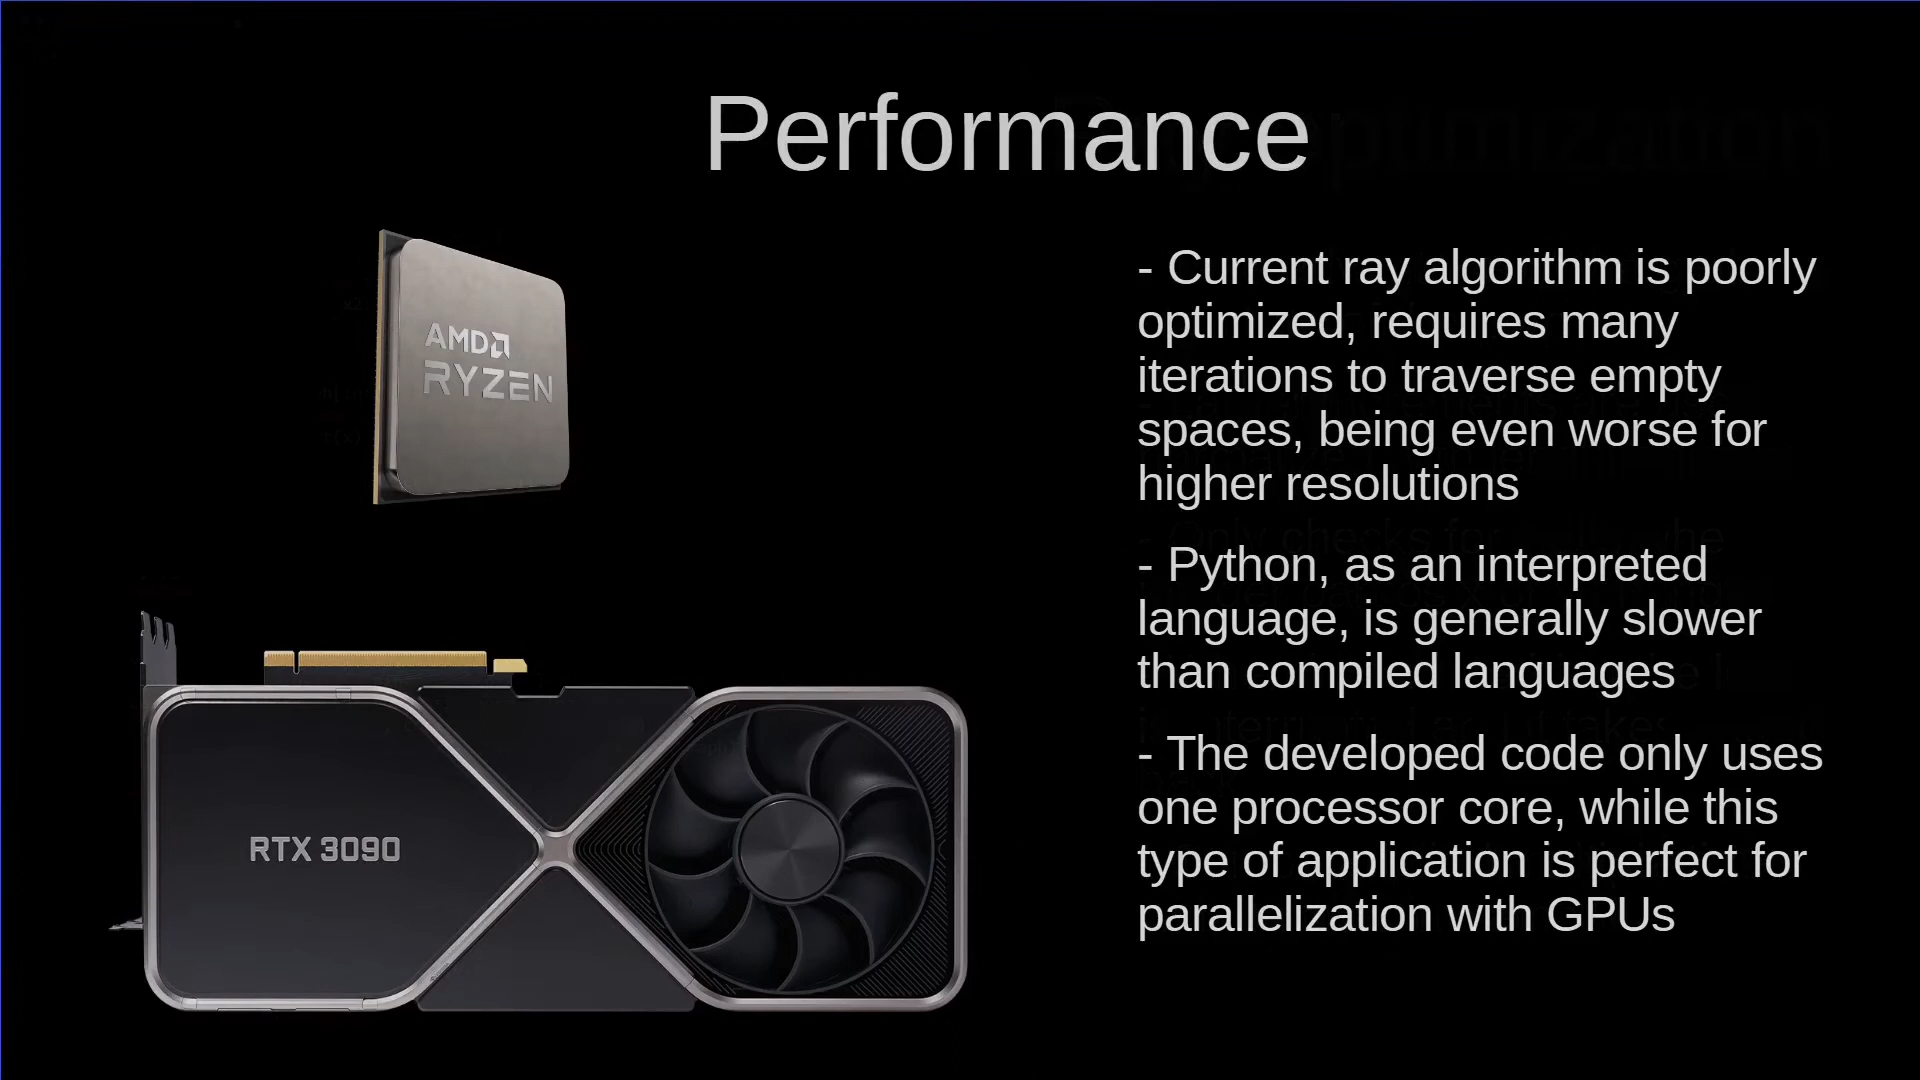 Performance
AMD
RYZEN
RTX 3090
- Current ray algorithm is poorly
optimized, requires many
iterations to traverse empty
spaces, being even worse for
higher resolutions
- Python, as an interpreted
language, is generally slower
than compiled languages
- The developed code only uses
one processor core, while this
type of application is perfect for
parallelization with GPUs